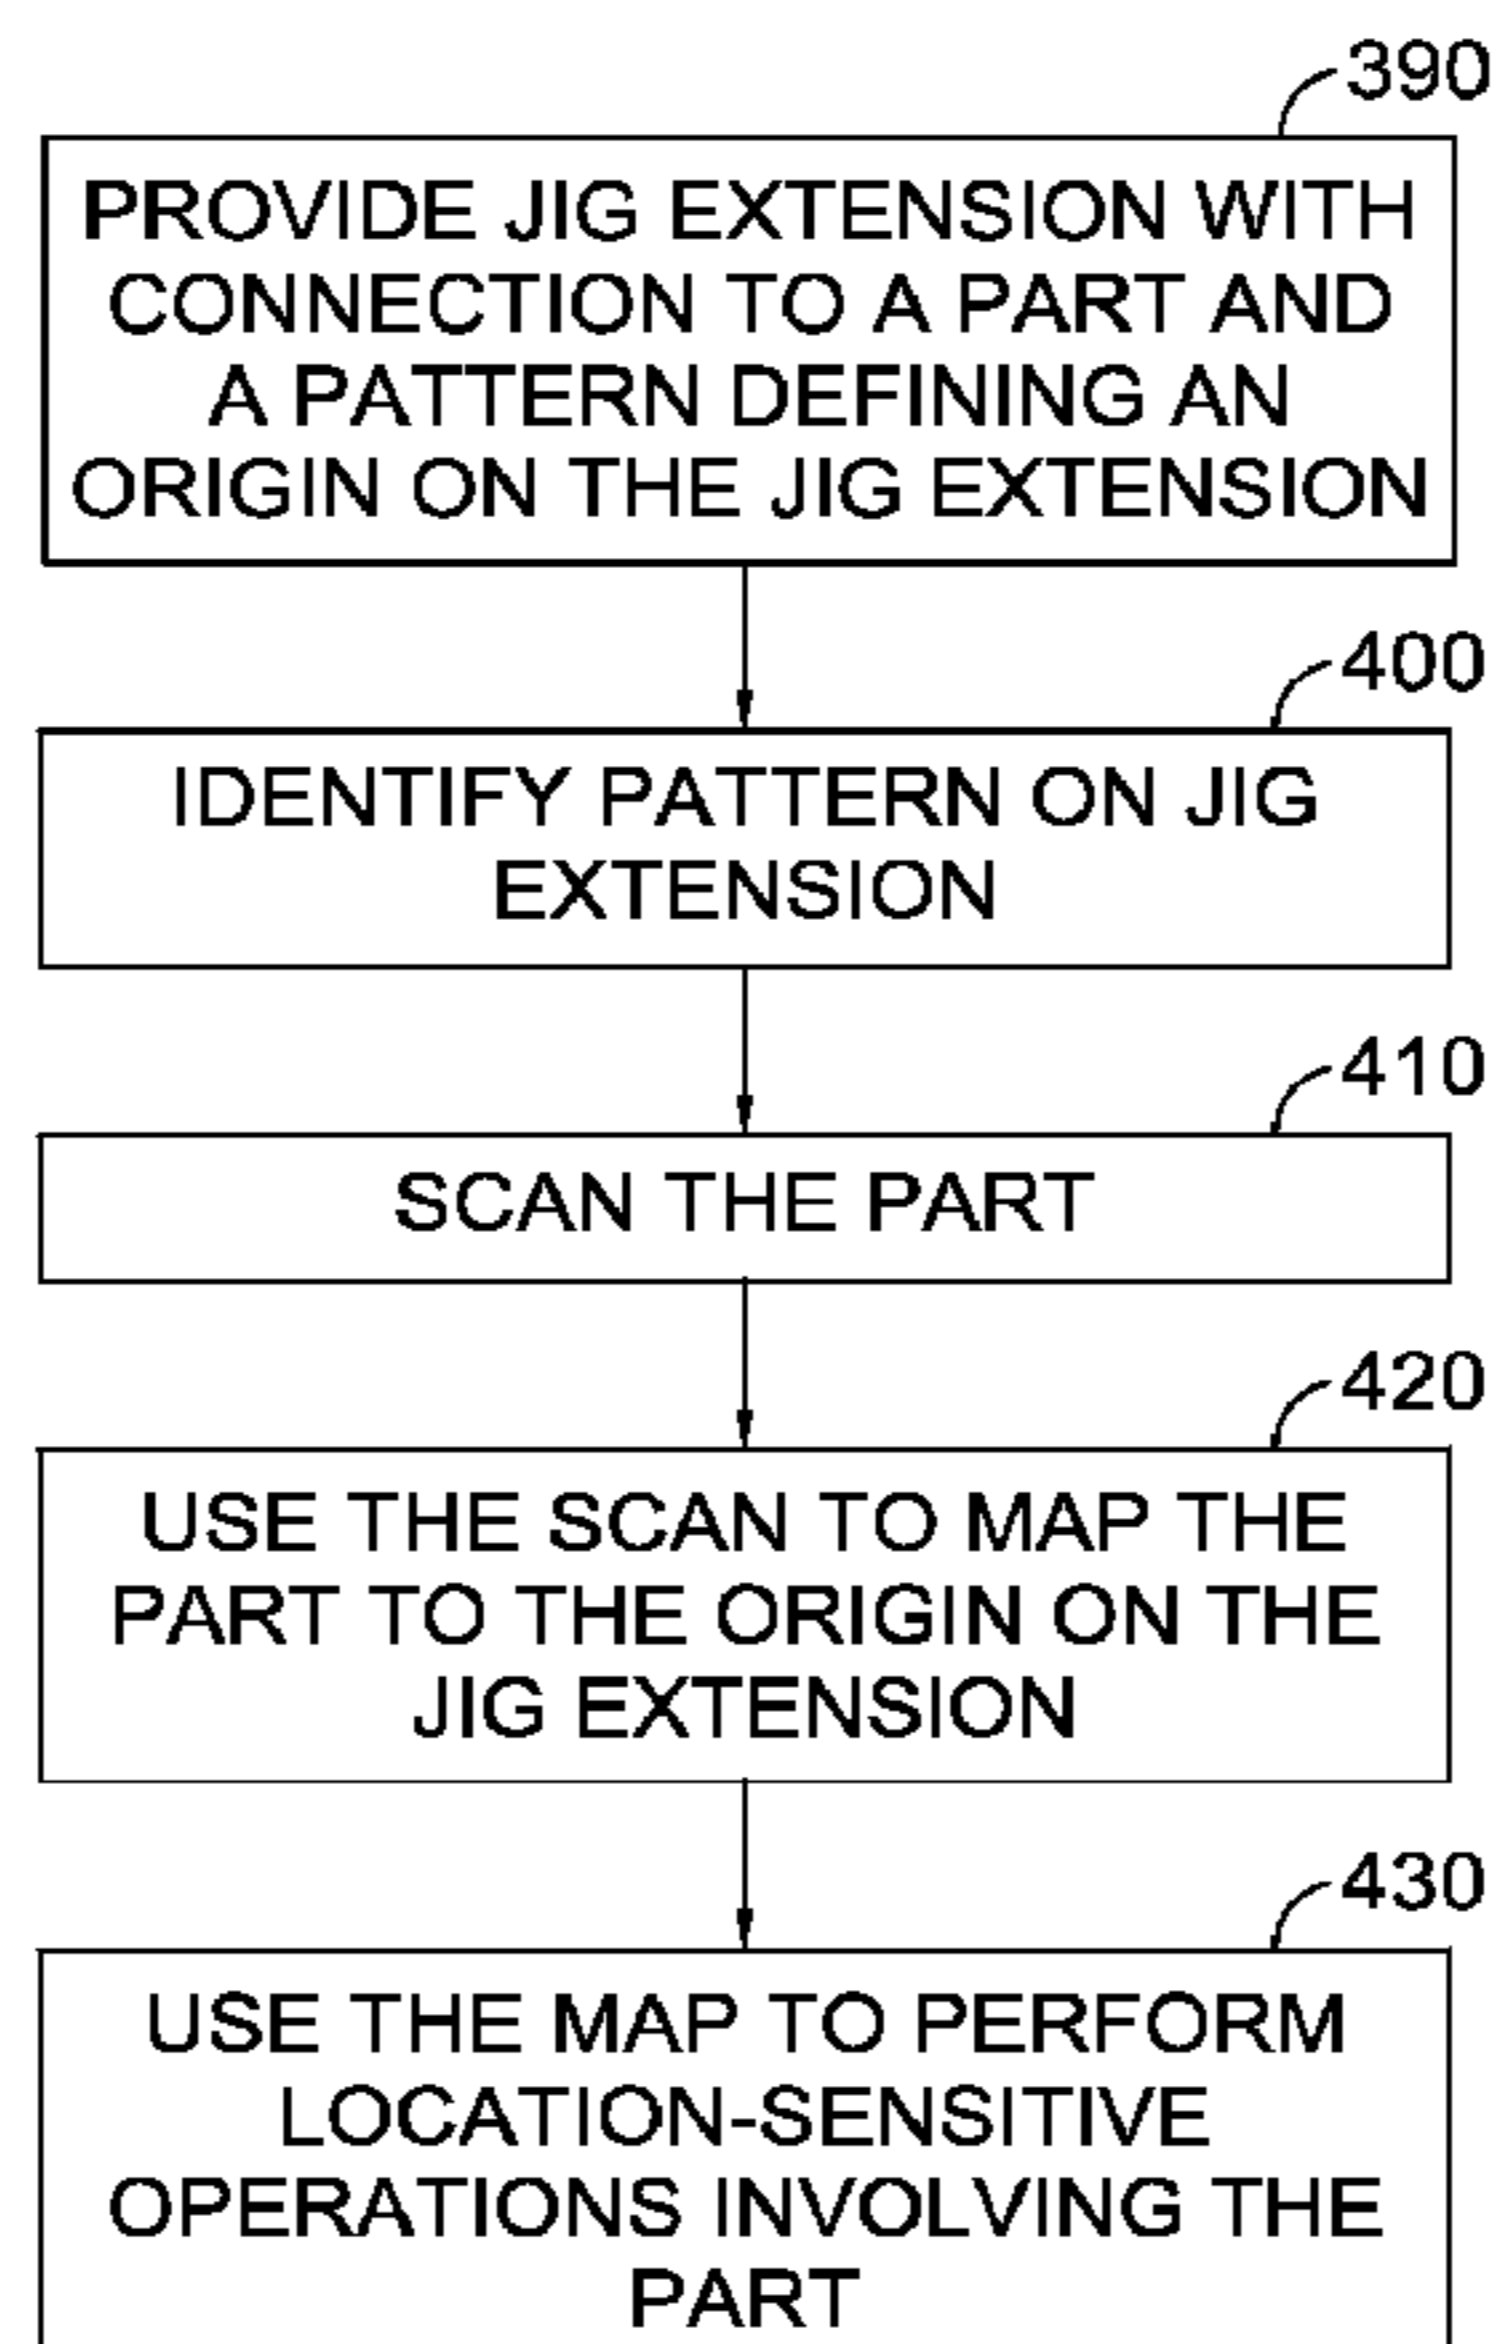 390
PROVIDE JIG EXTENSION WITH
CONNECTION TO A PART AND
A PATTERN DEFINING AN
ORIGIN ON THE JIG EXTENSION
400
IDENTIFY PATTERN ON JIG
EXTENSION
410
SCAN THE PART
420
USE THE SCAN TO MAP THE
PART TO THE ORIGIN ON THE
JIG EXTENSION
430
USE THE MAP TO PERFORM
LOCATION-SENSITIVE
OPERATIONS INVOLVING THE
PART